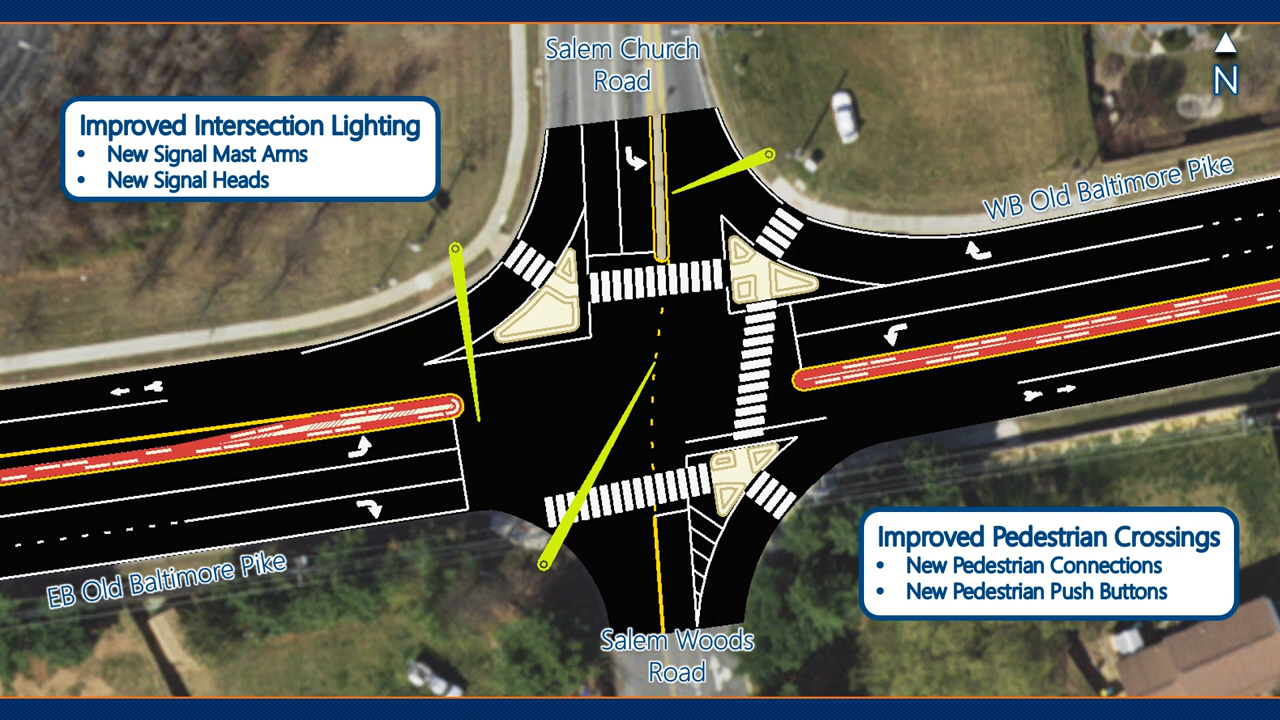 Salem Church
Road
N
Improved Intersection Lighting
• New Signal Mast Arms
• New Signal Heads
WB Old Baltimore Pike
EB Old Baltimore Pike
Improved Pedestrian Crossings
• New Pedestrian Connections
• New Pedestrian Push Buttons
Salem Woods
Road